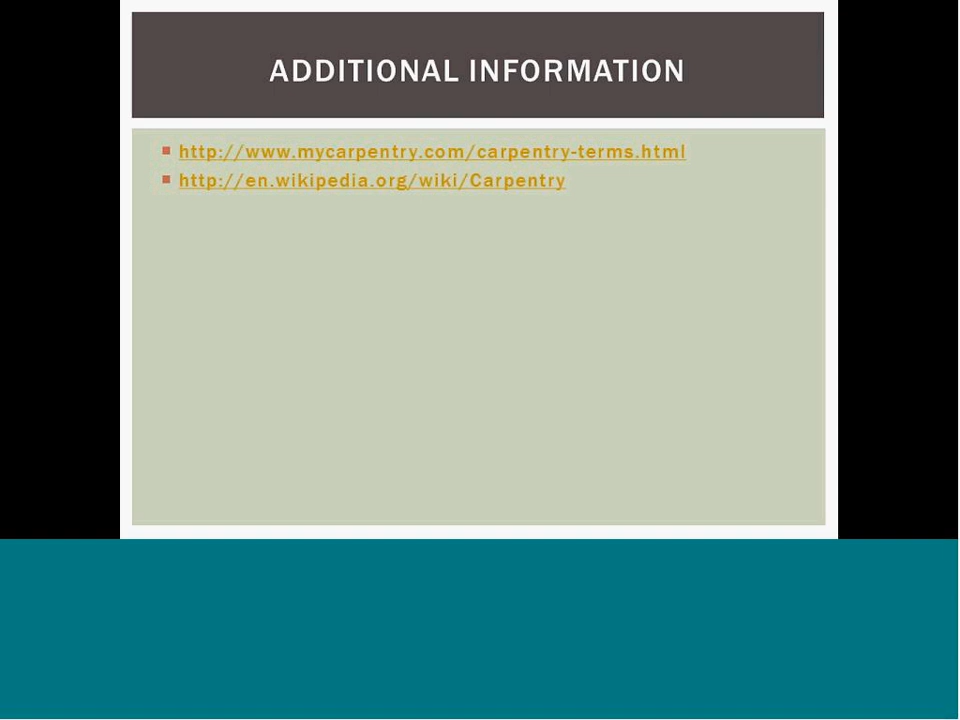 ADDITIONAL INFORMATION
http://www.mycarpentry.com/carpentry-terms.html
http://en.wikipedia.org/wiki/Carpentry